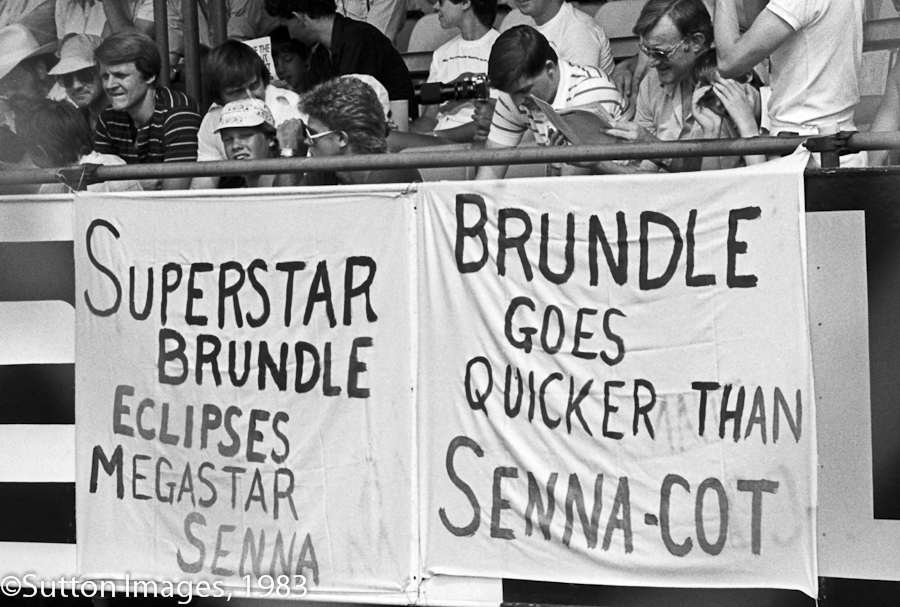 SUPERSTAR
BRUNDLE
ECLIPSES
MEGASTAR
SENNA
BRUNDLE
GOES
QUICKER THAN
SENNA-COT
©Sutton Images, 1983